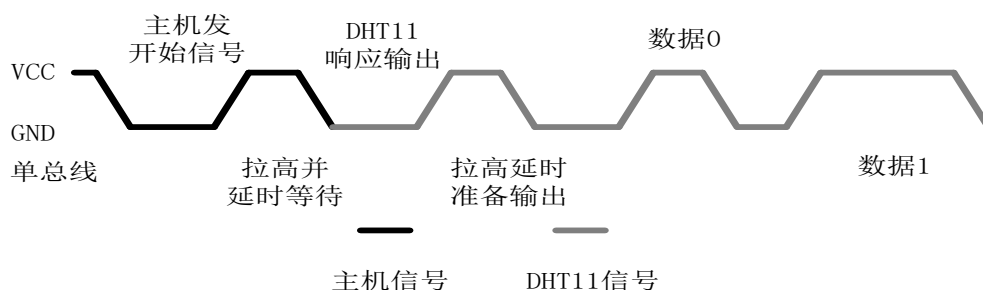 主机发
开始信号
DHT11
响应输出
数据0
VCC
GND
单总线
拉高并
延时等待
拉高延时
准备输出
数据1
主机信号
DHT11信号